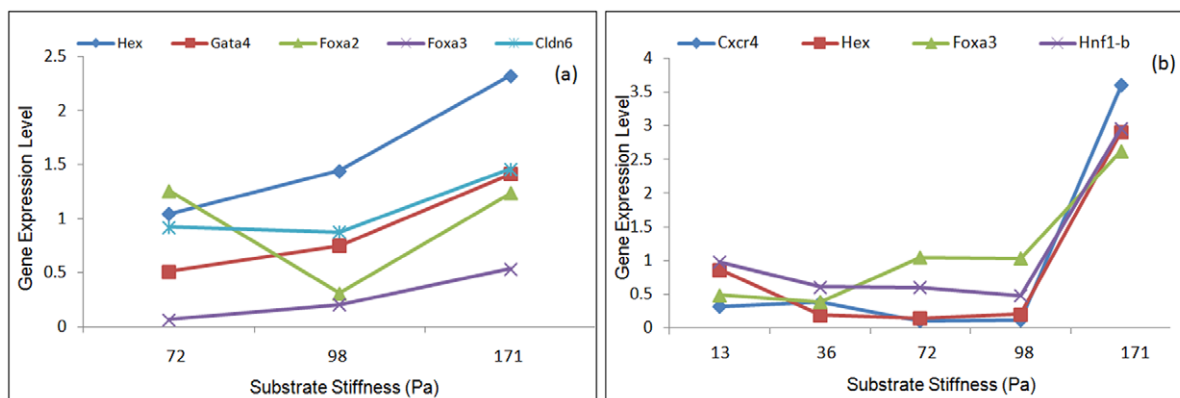 Hex Gata4 Foxa2 Foxa3 Cldn6
(a)
Gene Expression Level
2.5
2
1.5
1
0.5
0
72 98 171
Substrate Stiffness (Pa)
Cxcr4 Hex Foxa3 Hnf1-b
(b)
Gene Expression Level
4
3.5
3
2.5
2
1.5
1
0.5
0
13 36 72 98 171
Substrate Stiffness (Pa)